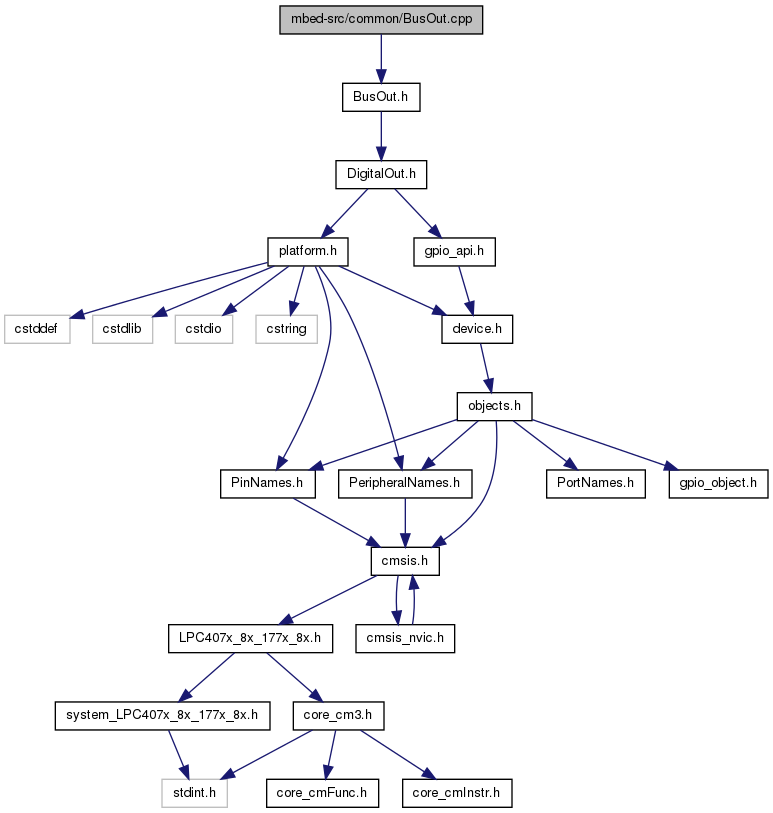 mbed-src/common/BusOut.cpp
BusOut.h
DigitalOut.h
platform.h
gpio_api.h
cstddef
cstdlib
cstdio
cstring
device.h
objects.h
PinNames.h
PeripheralNames.h
PortNames.h
gpio_object.h
cmsis.h
LPC407x_8x_177x_8x.h
cmsis_nvic.h
system_LPC407x_8x_177x_8x.h
core_cm3.h
stdint.h
core_cmFunc.h
core_cmInstr.h